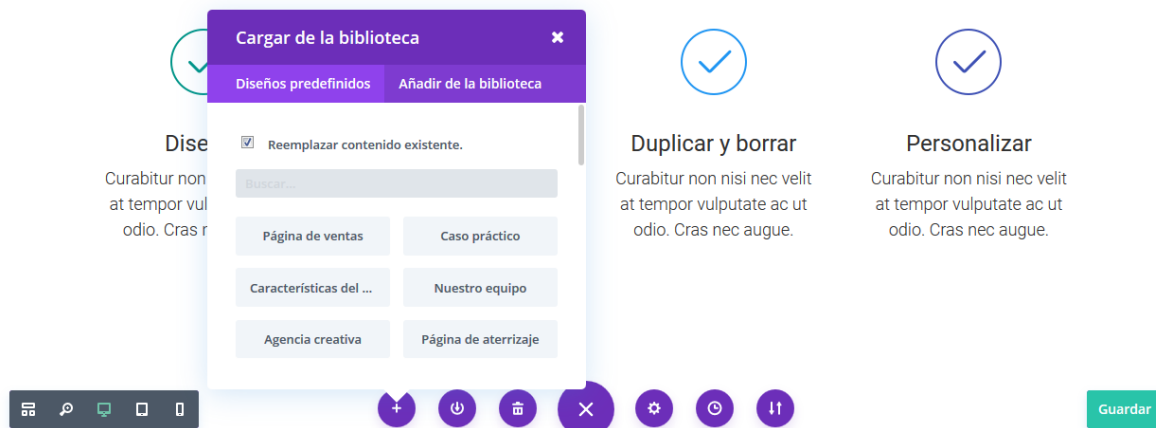 Cargar de la biblioteca
Diseños predefinidos
Añadir de la biblioteca
Reemplazar contenido existente.
Buscar...
Página de ventas
Caso práctico
Características del ...
Nuestro equipo
Agencia creativa
Página de aterrizaje
Dise
Curabitur non
at tempor vul
odio. Cras r
Duplicar y borrar
Curabitur non nisi nec velit
at tempor vulputate ac ut
odio. Cras nec augue.
Personalizar
Curabitur non nisi nec velit
at tempor vulputate ac ut
odio. Cras nec augue.
Guardar